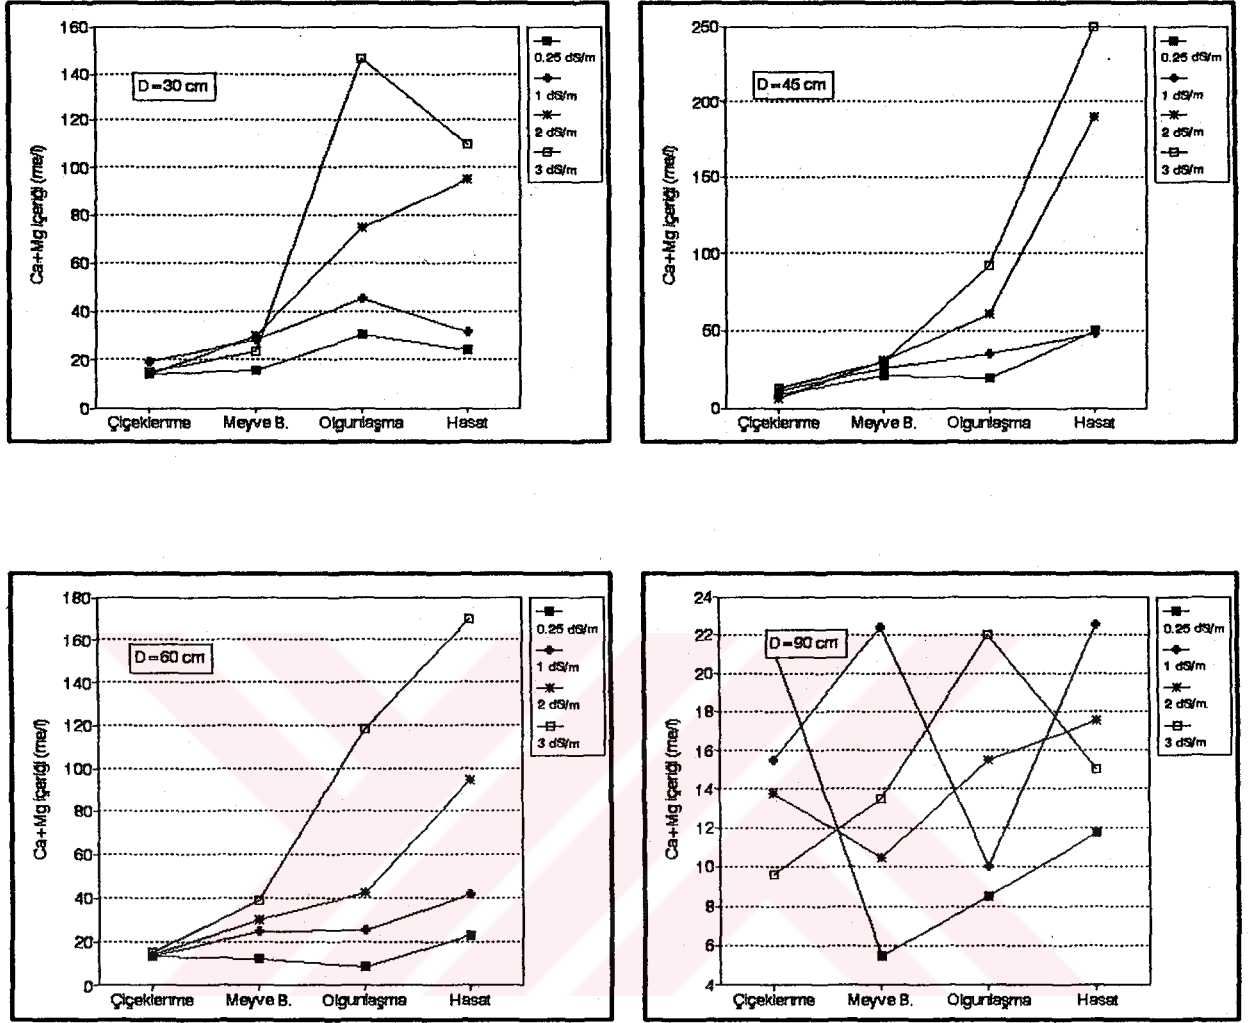 160
140
120
100
80
60
40
20
0
Ca+Mg içeriği (me/l)
D=30 cm
Çiçeklenme Meyve B. Olgunlaşma Hasat
0.25 dS/m
1 dS/m
2 dS/m
3 dS/m
250
200
150
100
50
0
Ca+Mg içeriği (me/l)
D=45 cm
Çiçeklenme Meyve B. Olgunlaşma Hasat
0.25 dS/m
1 dS/m
2 dS/m
3 dS/m
180
160
140
120
100
80
60
40
20
0
Ca+Mg içeriği (me/l)
D=60 cm
Çiçeklenme Meyve B. Olgunlaşma Hasat
0.25 dS/m
1 dS/m
2 dS/m
3 dS/m
24
22
20
18
16
14
12
10
8
6
4
Ca+Mg içeriği (me/l)
D=90 cm
Çiçeklenme Meyve B. Olgunlaşma Hasat
0.25 dS/m
1 dS/m
2 dS/m.
3 dS/m